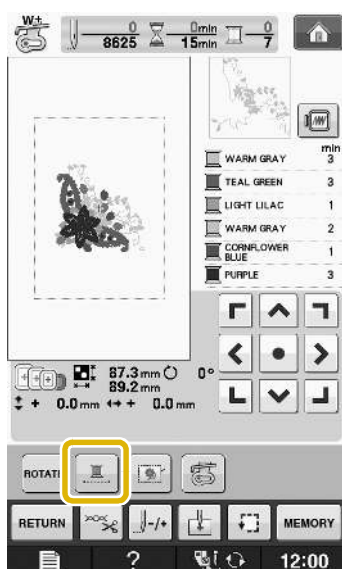 W+
0
8625
0min
15min
0
7
min
WARM GRAY 3
TEAL GREEN 3
LIGHT LILAC 1
WARM GRAY 2
CORNFLOWER BLUE 1
PURPLE 3
87.3mm 0°
89.2mm
+ 0.0mm + 0.0mm
ROTAT
-/+
RETURN MEMORY
? 12:00